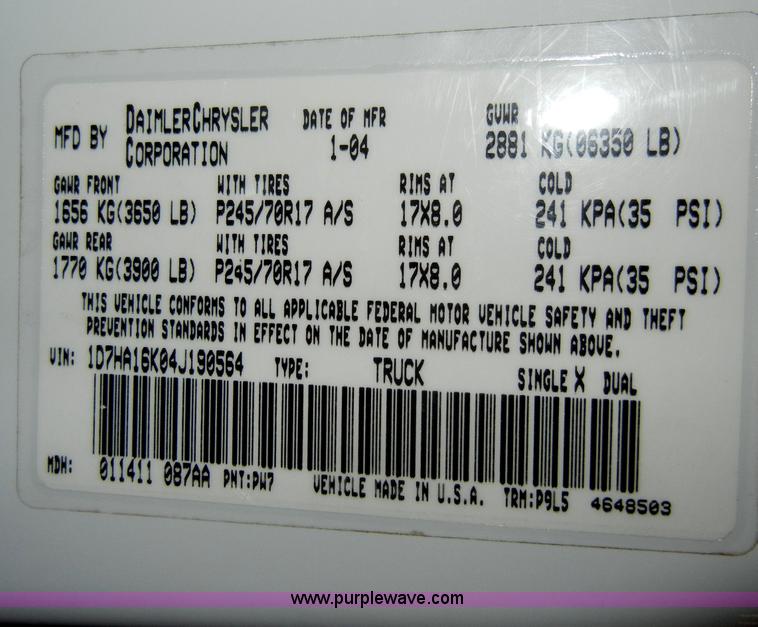 MFD BY DAIMLERCHRYSLER CORPORATION DATE OF MFR 1-04 GVWR 2881 KG(06350 LB)
GAWR FRONT WITH TIRES RIMS AT COLD
1656 KG(3650 LB) P245/70R17 A/S 17X8.0 241 KPA(35 PSI)
GAWR REAR WITH TIRES RIMS AT COLD
1770 KG(3900 LB) P245/70R17 A/S 17X8.0 241 KPA(35 PSI)
THIS VEHICLE CONFORMS TO ALL APPLICABLE FEDERAL MOTOR VEHICLE SAFETY AND THEFT
PREVENTION STANDARDS IN EFFECT ON THE DATE OF MANUFACTURE SHOWN ABOVE.
VIN: 1D7HA16K04J190564 TYPE: TRUCK SINGLE X DUAL
MDH: 011411 087AA PNT:PW7 VEHICLE MADE IN U.S.A. TRM:P9L5 4648503
www.purplewave.com